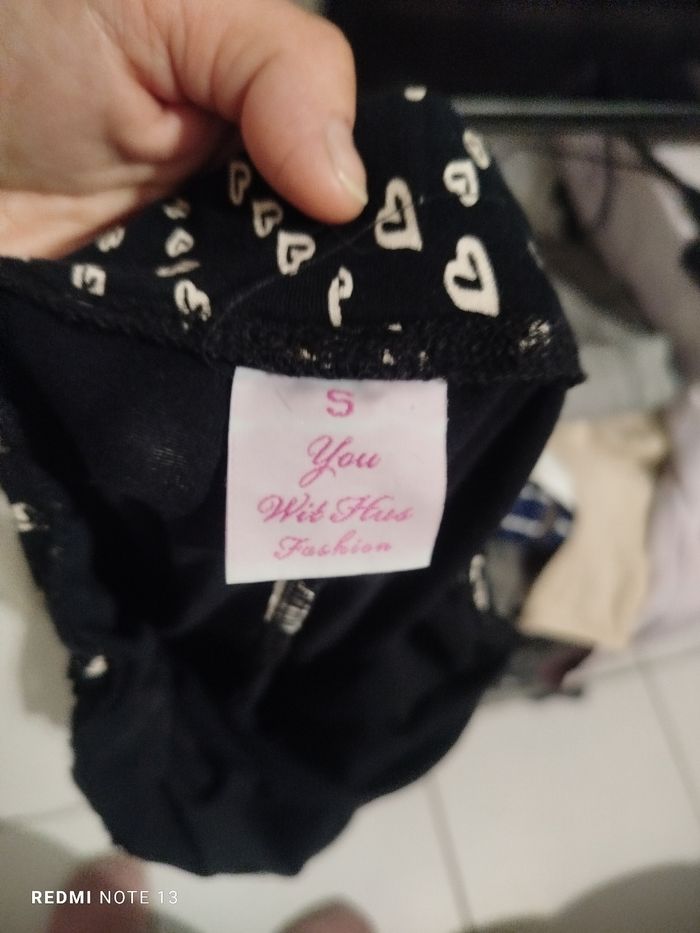 S
You
Wit Hus
Fashion
REDMI NOTE 13